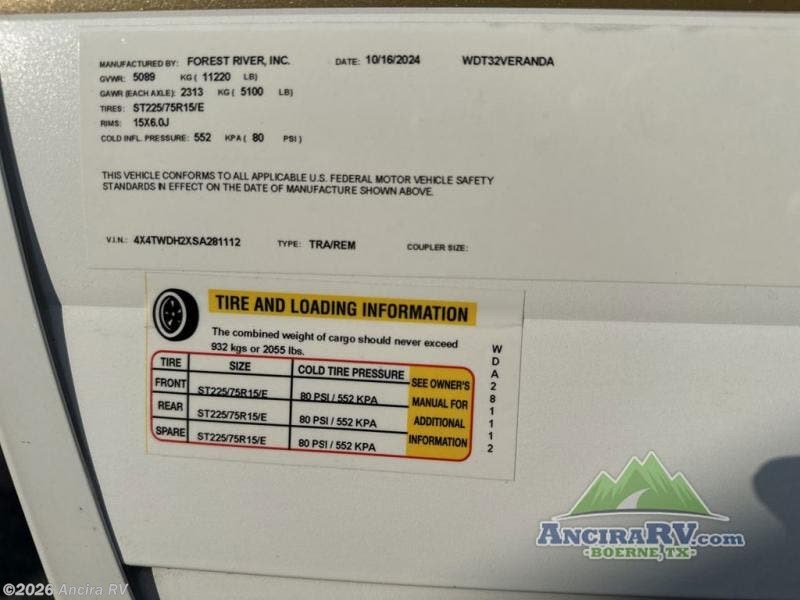 MANUFACTURED BY: FOREST RIVER, INC. DATE: 10/16/2024 WDT32VERANDA
GVWR: 5089 KG ( 11220 LB)
GAWR (EACH AXLE): 2313 KG ( 5100 LB)
TIRES: ST225/75R15/E
RIMS: 15X6.0J
COLD INFL. PRESSURE: 552 KPA ( 80 PSI )
THIS VEHICLE CONFORMS TO ALL APPLICABLE U.S. FEDERAL MOTOR VEHICLE SAFETY
STANDARDS IN EFFECT ON THE DATE OF MANUFACTURE SHOWN ABOVE.
V.I.N.: 4X4TWDH2XSA281112 TYPE: TRA/REM COUPLER SIZE:
TIRE AND LOADING INFORMATION
The combined weight of cargo should never exceed
932 kgs or 2055 lbs.
TIRE SIZE COLD TIRE PRESSURE SEE OWNER'S
FRONT ST225/75R15/E 80 PSI / 552 KPA MANUAL FOR
REAR ST225/75R15/E 80 PSI / 552 KPA ADDITIONAL
SPARE ST225/75R15/E 80 PSI / 552 KPA INFORMATION
WDA281112
ANCIRARV.com
BOERNE, TX
©2026 Ancira RV